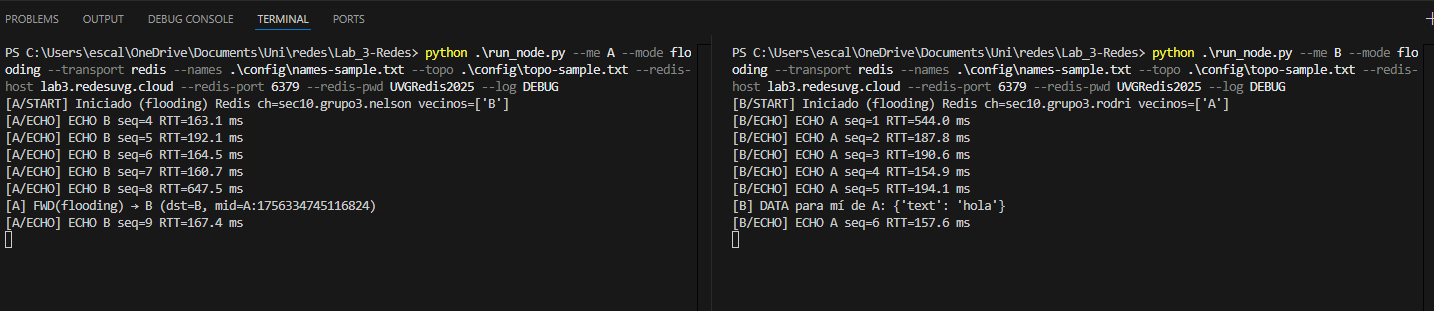 PROBLEMS OUTPUT DEBUG CONSOLE TERMINAL PORTS
PS C:\Users\escal\OneDrive\Documents\Uni\redes\Lab_3-Redes> python .\run_node.py --me A --mode flo
oding --transport redis --names .\config\names-sample.txt --topo .\config\topo-sample.txt --redis-
host lab3.redesuvg.cloud --redis-port 6379 --redis-pwd UVGRedis2025 --log DEBUG
[A/START] Iniciado (flooding) Redis ch=sec10.grupo3.nelson vecinos=['B']
[A/ECHO] ECHO B seq=4 RTT=163.1 ms
[A/ECHO] ECHO B seq=5 RTT=192.1 ms
[A/ECHO] ECHO B seq=6 RTT=164.5 ms
[A/ECHO] ECHO B seq=7 RTT=160.7 ms
[A/ECHO] ECHO B seq=8 RTT=647.5 ms
[A] FWD(flooding) → B (dst=B, mid=A:1756334745116824)
[A/ECHO] ECHO B seq=9 RTT=167.4 ms
PS C:\Users\escal\OneDrive\Documents\Uni\redes\Lab_3-Redes> python .\run_node.py --me B --mode flo
oding --transport redis --names .\config\names-sample.txt --topo .\config\topo-sample.txt --redis-
host lab3.redesuvg.cloud --redis-port 6379 --redis-pwd UVGRedis2025 --log DEBUG
[B/START] Iniciado (flooding) Redis ch=sec10.grupo3.rodri vecinos=['A']
[B/ECHO] ECHO A seq=1 RTT=544.0 ms
[B/ECHO] ECHO A seq=2 RTT=187.8 ms
[B/ECHO] ECHO A seq=3 RTT=190.6 ms
[B/ECHO] ECHO A seq=4 RTT=154.9 ms
[B/ECHO] ECHO A seq=5 RTT=194.1 ms
[B] DATA para mí de A: {'text': 'hola'}
[B/ECHO] ECHO A seq=6 RTT=157.6 ms